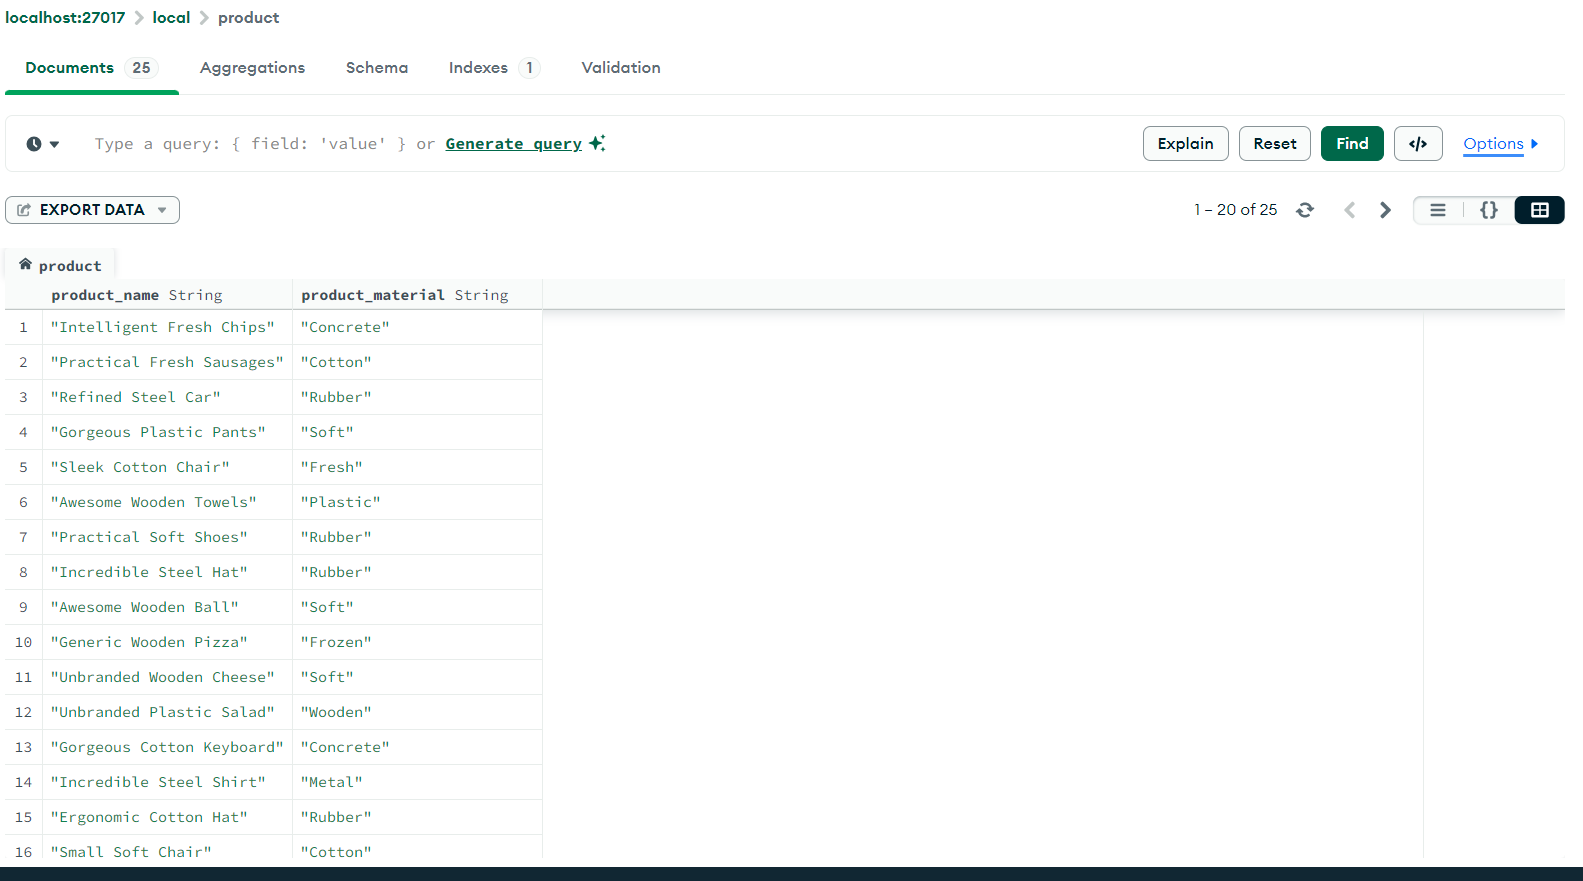 localhost:27017 > local > product
Documents 25 Aggregations Schema Indexes 1 Validation
Type a query: { field: 'value' } or Generate query Explain Reset Find </> Options
EXPORT DATA 1 – 20 of 25 {}
product
product_name String product_material String
1 "Intelligent Fresh Chips" "Concrete"
2 "Practical Fresh Sausages" "Cotton"
3 "Refined Steel Car" "Rubber"
4 "Gorgeous Plastic Pants" "Soft"
5 "Sleek Cotton Chair" "Fresh"
6 "Awesome Wooden Towels" "Plastic"
7 "Practical Soft Shoes" "Rubber"
8 "Incredible Steel Hat" "Rubber"
9 "Awesome Wooden Ball" "Soft"
10 "Generic Wooden Pizza" "Frozen"
11 "Unbranded Wooden Cheese" "Soft"
12 "Unbranded Plastic Salad" "Wooden"
13 "Gorgeous Cotton Keyboard" "Concrete"
14 "Incredible Steel Shirt" "Metal"
15 "Ergonomic Cotton Hat" "Rubber"
16 "Small Soft Chair" "Cotton"